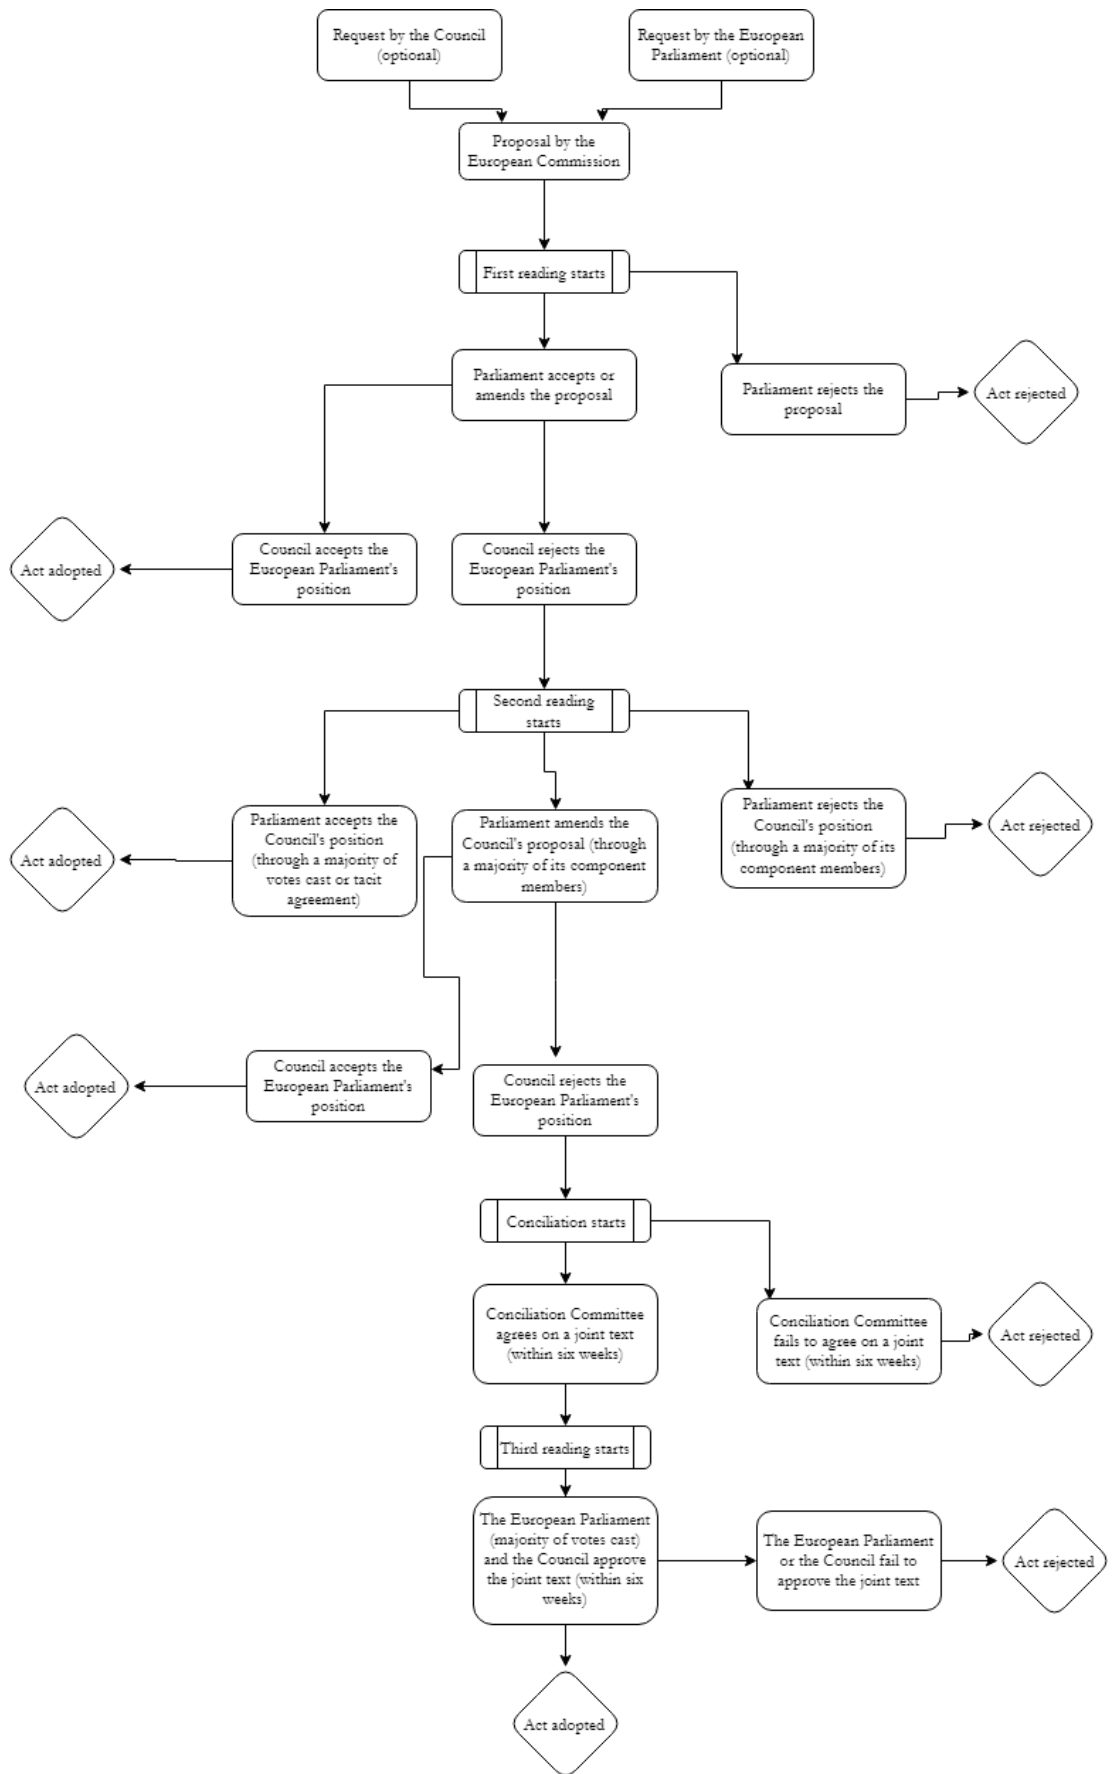 Request by the Council
(optional)
Request by the European
Parliament (optional)
Proposal by the
European Commission
First reading starts
Parliament accepts or
amends the proposal
Parliament rejects the
proposal
Act rejected
Act adopted
Council accepts the
European Parliament's
position
Council rejects the
European Parliament's
position
Second reading
starts
Act adopted
Parliament accepts the
Council's position
(through a majority of
votes cast or tacit
agreement)
Parliament amends the
Council's proposal (through
a majority of its component
members)
Parliament rejects the
Council's position
(through a majority of its
component members)
Act rejected
Act adopted
Council accepts the
European Parliament's
position
Council rejects the
European Parliament's
position
Conciliation starts
Conciliation Committee
agrees on a joint text
(within six weeks)
Conciliation Committee
fails to agree on a joint
text (within six weeks)
Act rejected
Third reading starts
The European Parliament
(majority of votes cast)
and the Council approve
the joint text (within six
weeks)
The European Parliament
or the Council fail to
approve the joint text
Act rejected
Act adopted